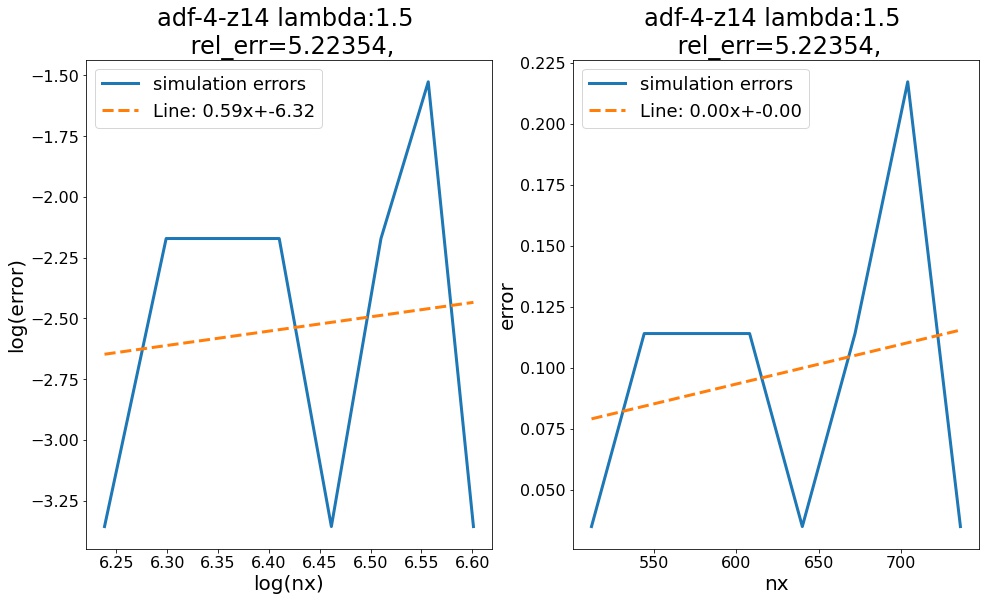 adf-4-z14 lambda:1.5
rel_err=5.22354,
simulation errors
Line: 0.59x+-6.32
−1.50
−1.75
−2.00
−2.25
−2.50
−2.75
−3.00
−3.25
log(error)
6.25
6.30
6.35
6.40
6.45
6.50
6.55
6.60
log(nx)
adf-4-z14 lambda:1.5
rel_err=5.22354,
simulation errors
Line: 0.00x+-0.00
0.225
0.200
0.175
0.150
0.125
0.100
0.075
0.050
error
550
600
650
700
nx